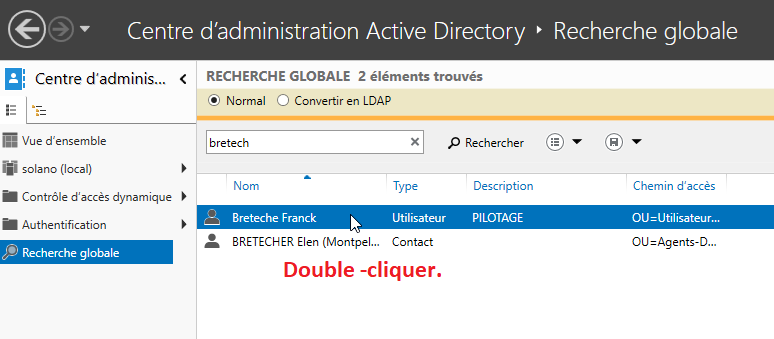 Centre d'administration Active Directory ‣ Recherche globale
Centre d'adminis...
RECHERCHE GLOBALE 2 éléments trouvés
Normal Convertir en LDAP
Vue d'ensemble
bretech × Rechercher
solano (local)
Nom Type Description Chemin d'accès
Contrôle d'accès dynamique
Breteche Franck Utilisateur PILOTAGE OU=Utilisateur...
Authentification
BRETECHER Elen (Montpel... Contact OU=Agents-D...
Recherche globale
Double -cliquer.